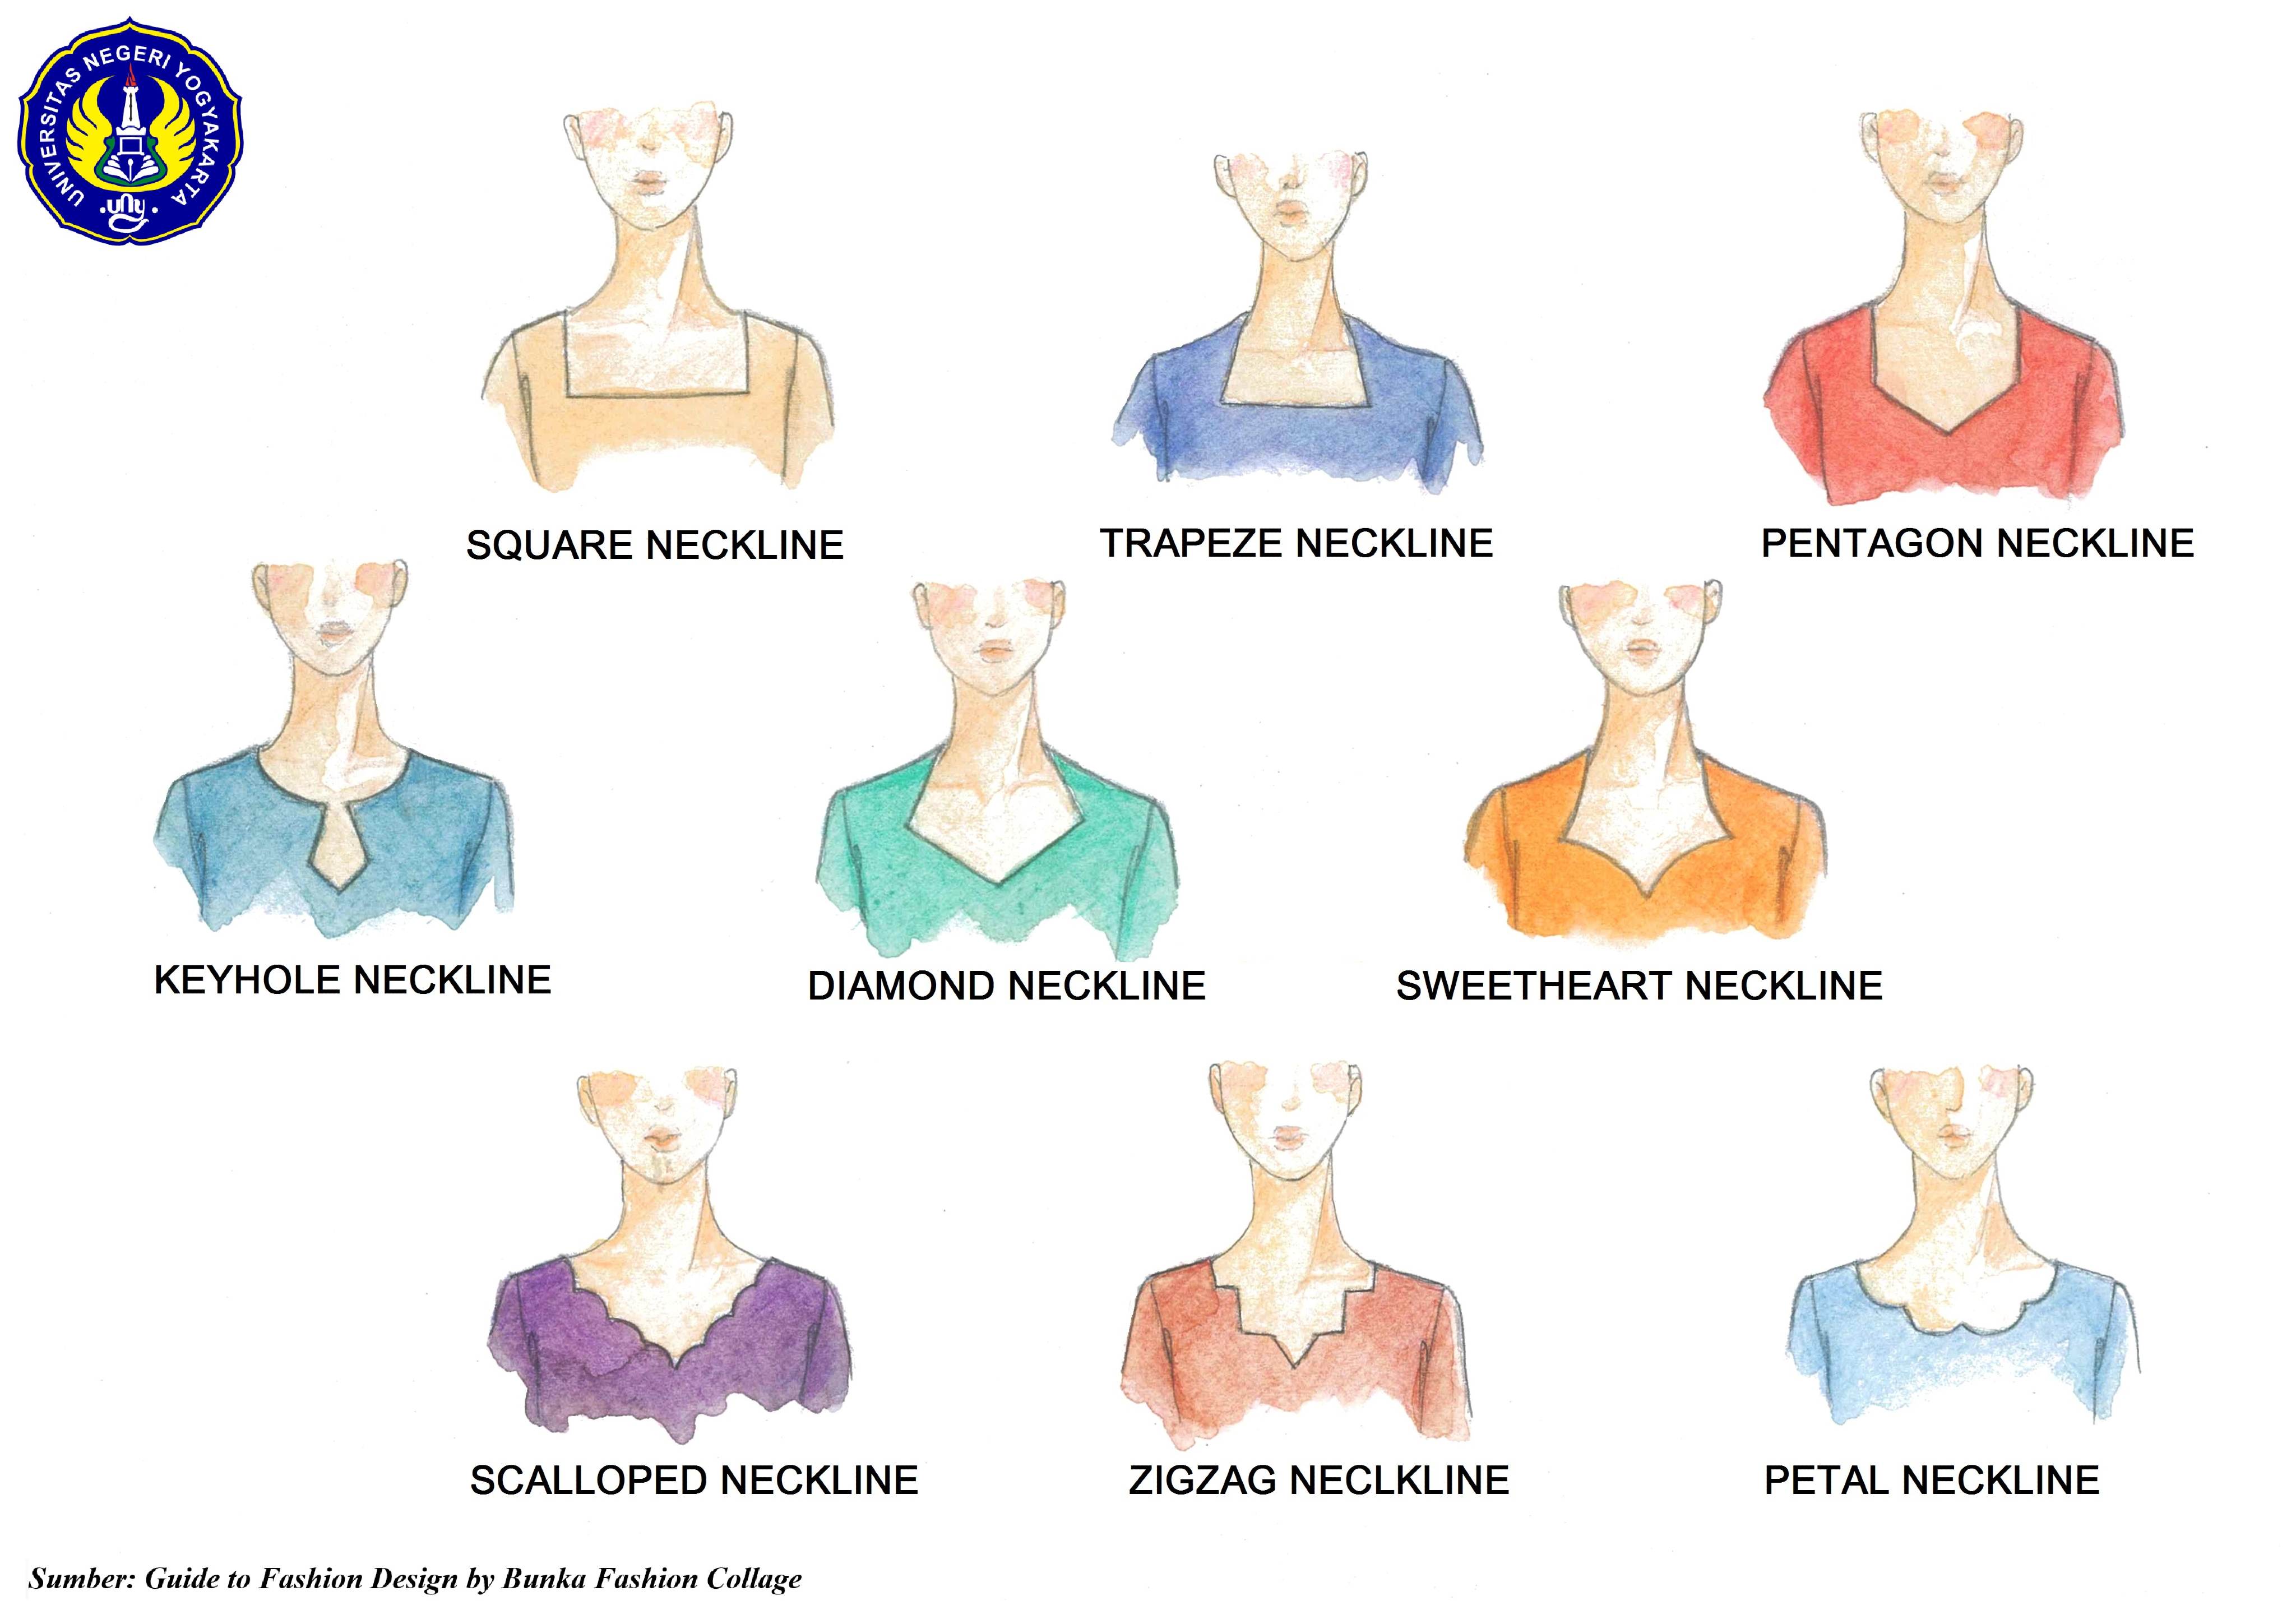 UNIVERSITAS NEGERI YOGYAKARTA
uny
SQUARE NECKLINE
TRAPEZE NECKLINE
PENTAGON NECKLINE
KEYHOLE NECKLINE
DIAMOND NECKLINE
SWEETHEART NECKLINE
SCALLOPED NECKLINE
ZIGZAG NECLKLINE
PETAL NECKLINE
Sumber: Guide to Fashion Design by Bunka Fashion Collage